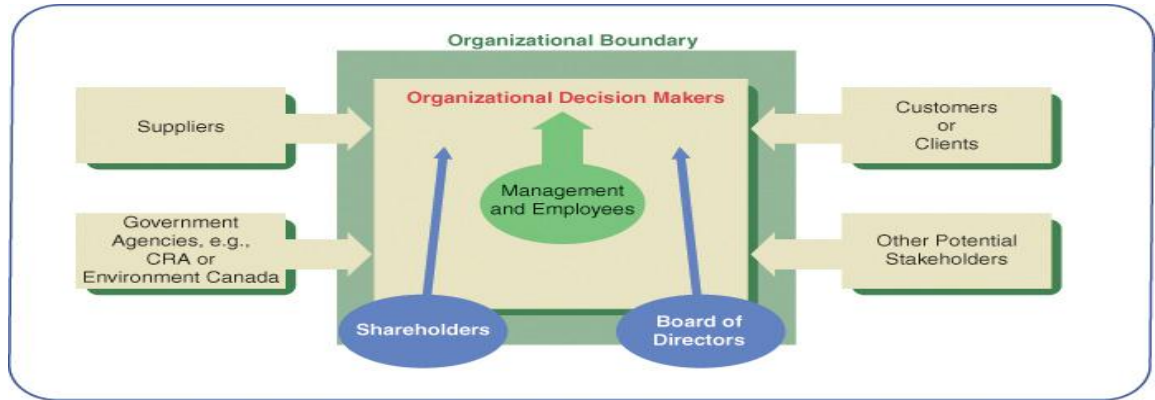 Organizational Boundary
Organizational Decision Makers
Suppliers
Customers
or
Clients
Management
and Employees
Government
Agencies, e.g.,
CRA or
Environment Canada
Other Potential
Stakeholders
Shareholders
Board of
Directors